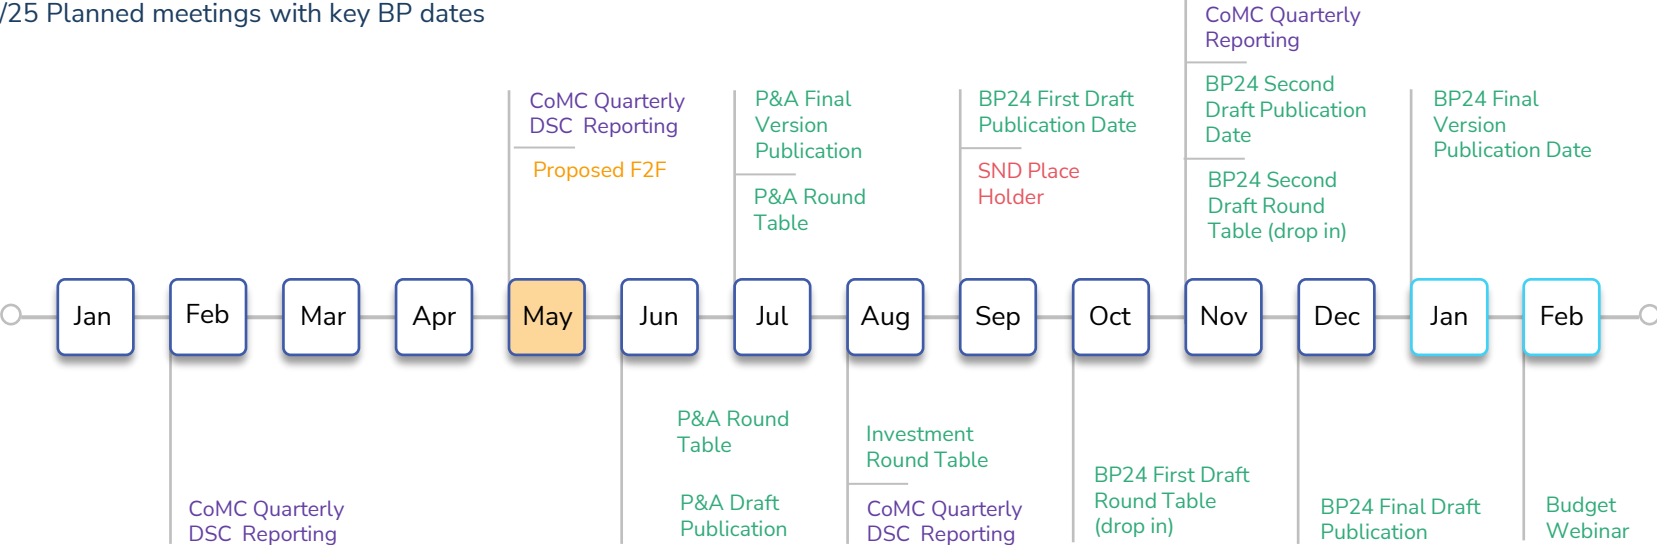 /25 Planned meetings with key BP dates
CoMC Quarterly
DSC Reporting
Proposed F2F
P&A Final
Version
Publication
P&A Round
Table
BP24 First Draft
Publication Date
SND Place
Holder
CoMC Quarterly
Reporting
BP24 Second
Draft Publication
Date
BP24 Second
Draft Round
Table (drop in)
BP24 Final
Version
Publication Date
Jan
Feb
Mar
Apr
May
Jun
Jul
Aug
Sep
Oct
Nov
Dec
Jan
Feb
CoMC Quarterly
DSC Reporting
P&A Round
Table
P&A Draft
Publication
Investment
Round Table
CoMC Quarterly
DSC Reporting
BP24 First Draft
Round Table
(drop in)
BP24 Final Draft
Publication
Budget
Webinar